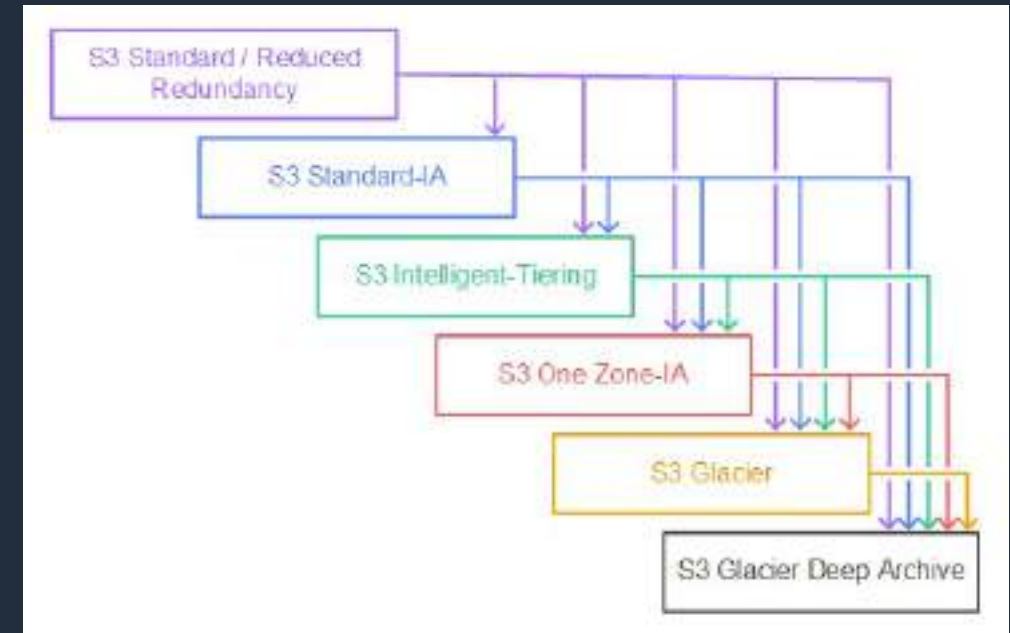 S3 Standard / Reduced
Redundancy
S3 Standard-IA
S3 Intelligent-Tiering
S3 One Zone-IA
S3 Glacier
S3 Glacier Deep Archive